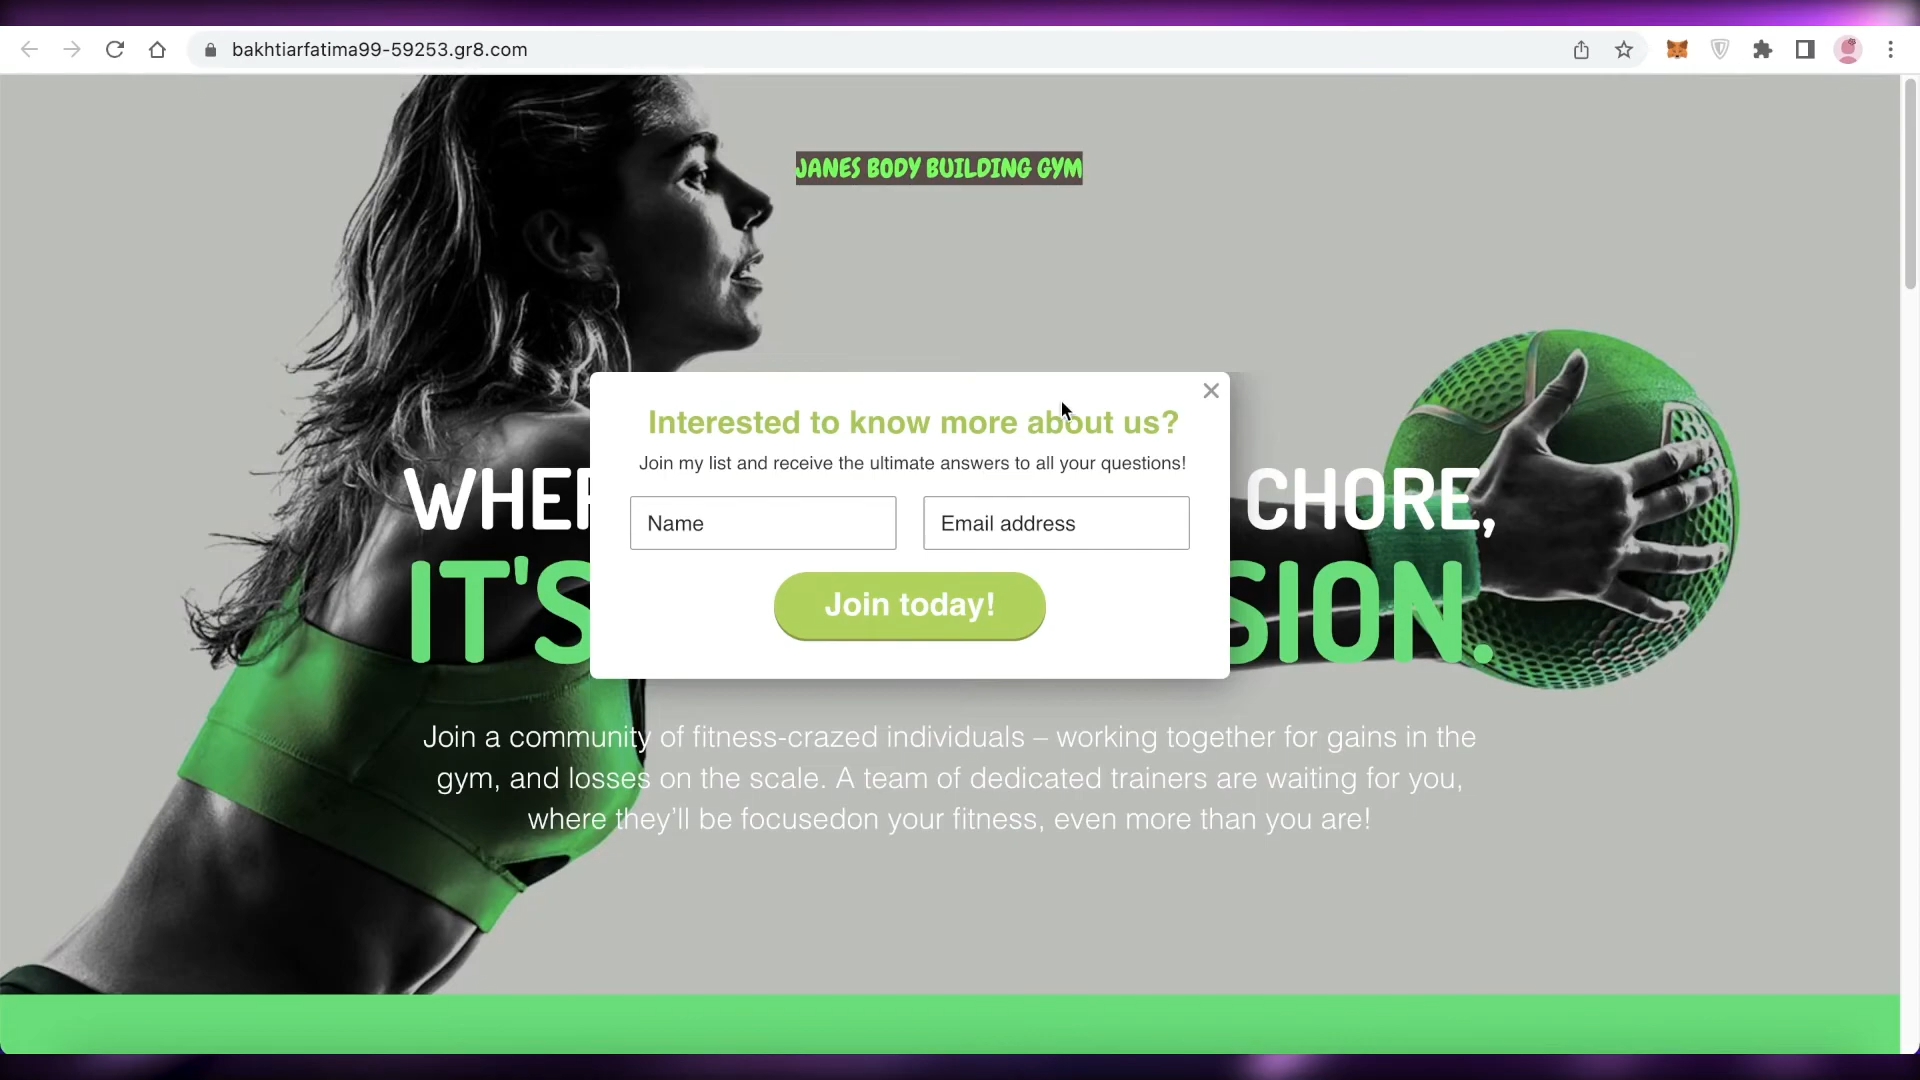 bakhtiarfatima99-59253.gr8.com
JANES BODY BUILDING GYM
Interested to know more about us?
Join my list and receive the ultimate answers to all your questions!
Name Email address
Join today!
CHORE,
IT'S
Join a community of fitness-crazed individuals – working together for gains in the
gym, and losses on the scale. A team of dedicated trainers are waiting for you,
where they'll be focusedon your fitness, even more than you are!